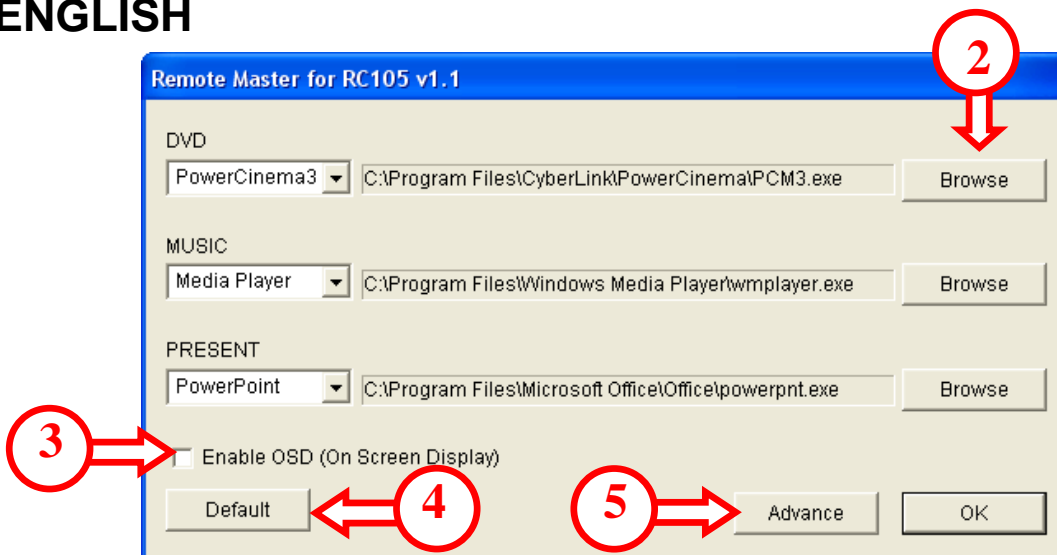 ENGLISH
2
Remote Master for RC105 v1.1
DVD
PowerCinema3 C:\Program Files\CyberLink\PowerCinema\PCM3.exe Browse
MUSIC
Media Player C:\Program Files\Windows Media Player\wmplayer.exe Browse
PRESENT
PowerPoint C:\Program Files\Microsoft Office\Office\powerpnt.exe Browse
3 Enable OSD (On Screen Display)
Default 4 5 Advance OK